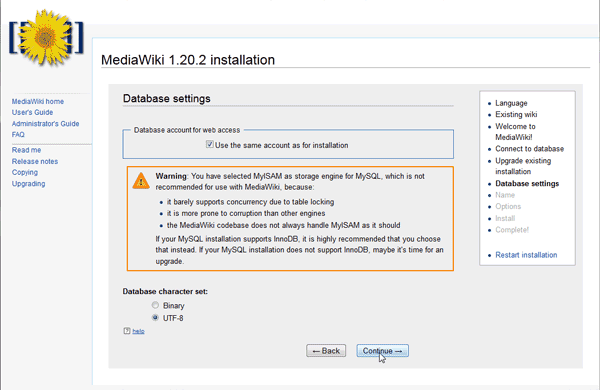 MediaWiki 1.20.2 installation
MediaWiki home
User's Guide
Administrator's Guide
FAQ
Read me
Release notes
Copying
Upgrading
Database settings
Database account for web access
Use the same account as for installation
Warning: You have selected MyISAM as storage engine for MySQL, which is not
recommended for use with MediaWiki, because:
it barely supports concurrency due to table locking
it is more prone to corruption than other engines
the MediaWiki codebase does not always handle MyISAM as it should
If your MySQL installation supports InnoDB, it is highly recommended that you choose
that instead. If your MySQL installation does not support InnoDB, maybe it's time for an
upgrade.
Database character set:
Binary
UTF-8
help
← Back
Continue →
Language
Existing wiki
Welcome to
MediaWiki!
Connect to database
Upgrade existing
installation
Database settings
Name
Options
Install
Complete!
Restart installation